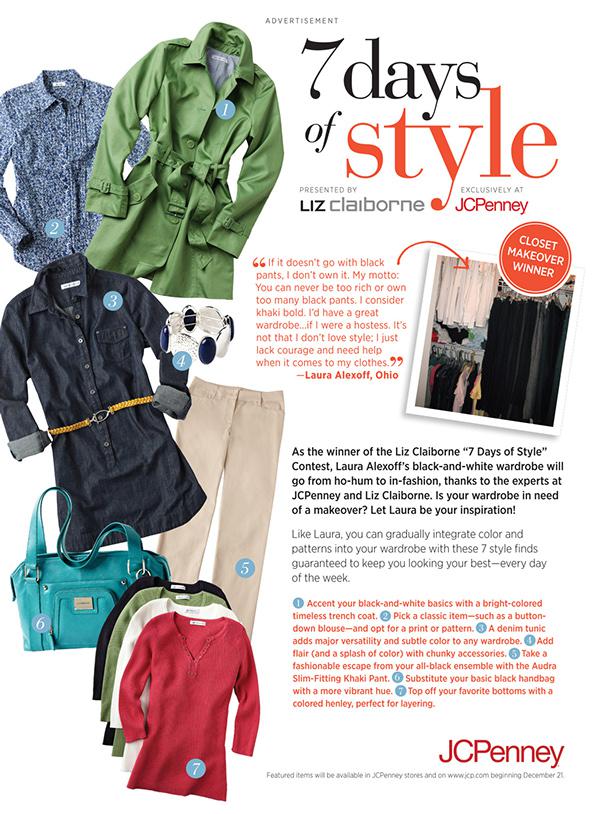 ADVERTISEMENT
7 days
of style
PRESENTED BY
LIZ claiborne
EXCLUSIVELY AT
JCPenney
CLOSET
MAKEOVER
WINNER
“If it doesn't go with black
pants, I don't own it. My motto:
You can never be too rich or own
too many black pants. I consider
khaki bold. I'd have a great
wardrobe...if I were a hostess. It's
not that I don't love style; I just
lack courage and need help
when it comes to my clothes.”
—Laura Alexoff, Ohio
As the winner of the Liz Claiborne “7 Days of Style”
Contest, Laura Alexoff's black-and-white wardrobe will
go from ho-hum to in-fashion, thanks to the experts at
JCPenney and Liz Claiborne. Is your wardrobe in need
of a makeover? Let Laura be your inspiration!
Like Laura, you can gradually integrate color and
patterns into your wardrobe with these 7 style finds
guaranteed to keep you looking your best—every day
of the week.
1 Accent your black-and-white basics with a bright-colored
timeless trench coat. 2 Pick a classic item—such as a button-
down blouse—and opt for a print or pattern. 3 A denim tunic
adds major versatility and subtle color to any wardrobe. 4 Add
flair (and a splash of color) with chunky accessories. 5 Take a
fashionable escape from your all-black ensemble with the Audra
Slim-Fitting Khaki Pant. 6 Substitute your basic black handbag
with a more vibrant hue. 7 Top off your favorite bottoms with a
colored henley, perfect for layering.
JCPenney
Featured items will be available in JCPenney stores and on www.jcp.com beginning December 21.
1
2
3
4
5
6
7